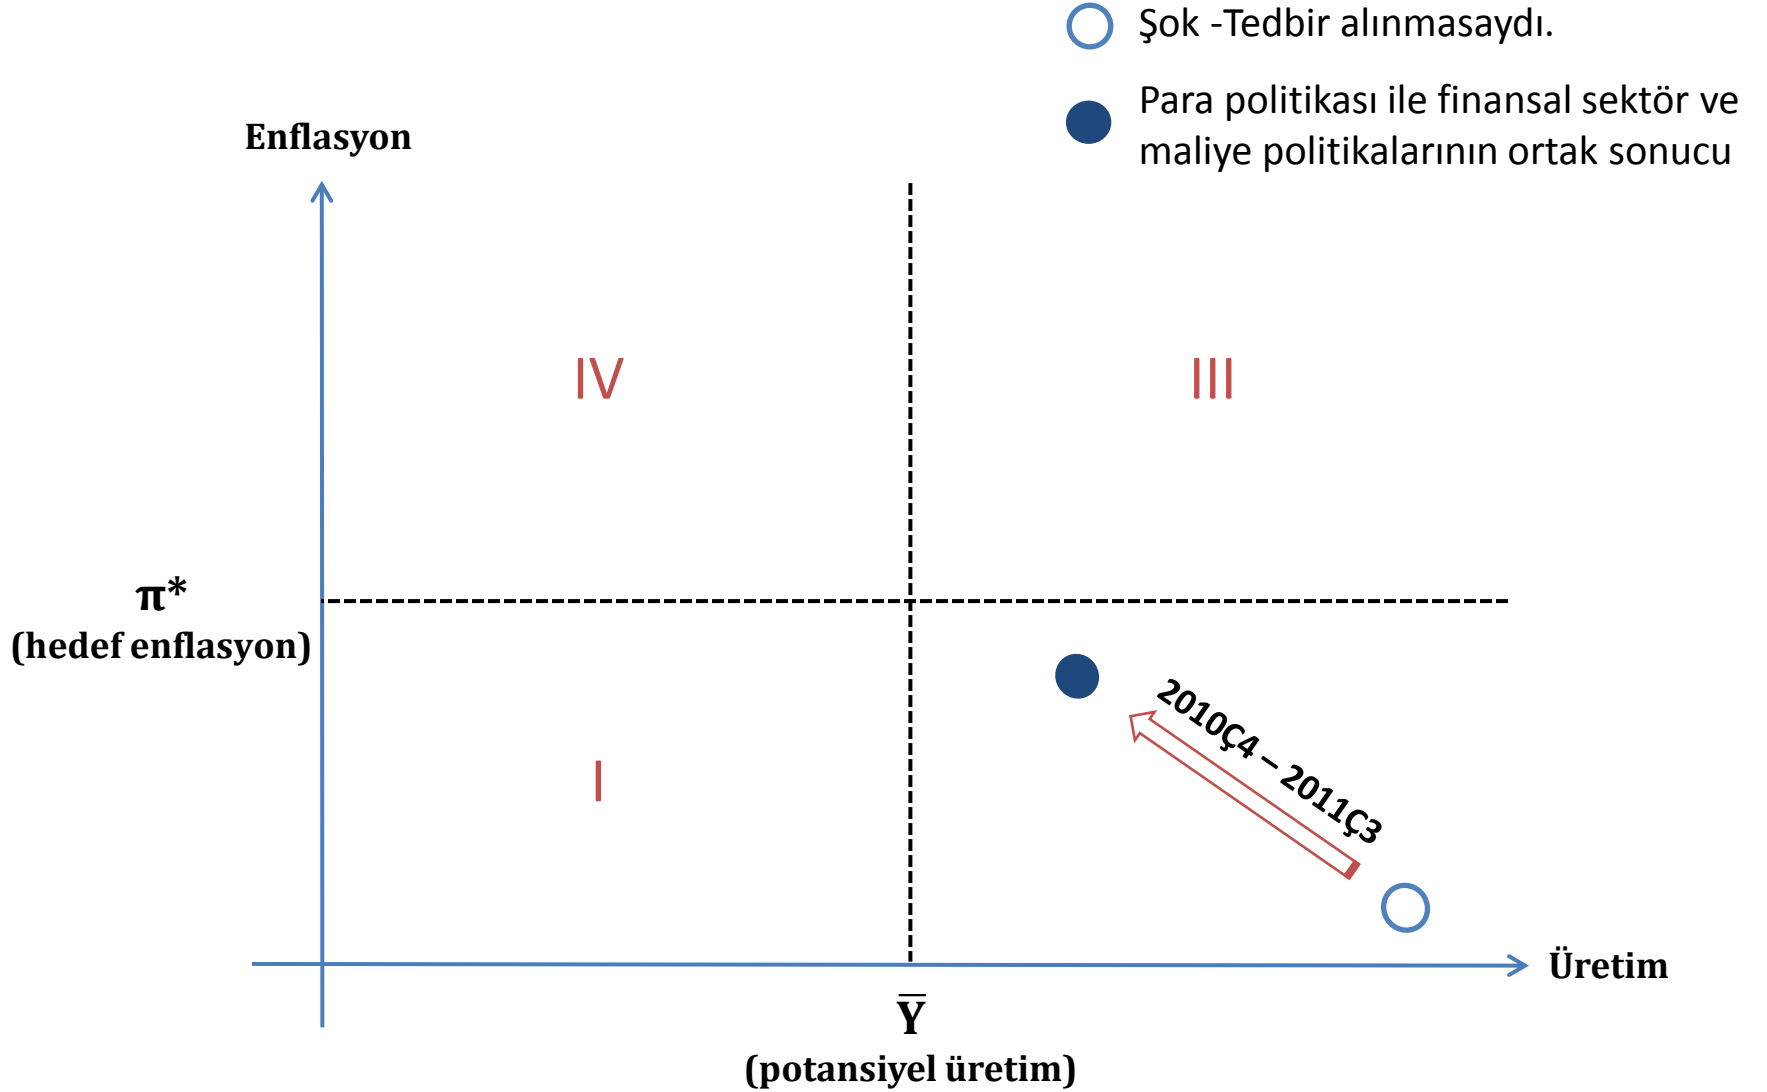 Şok -Tedbir alınmasaydı.
Para politikası ile finansal sektör ve
maliye politikalarının ortak sonucu
Enflasyon
IV
III
π*
(hedef enflasyon)
I
2010Ç4 – 2011Ç3
Üretim
Y̅
(potansiyel üretim)